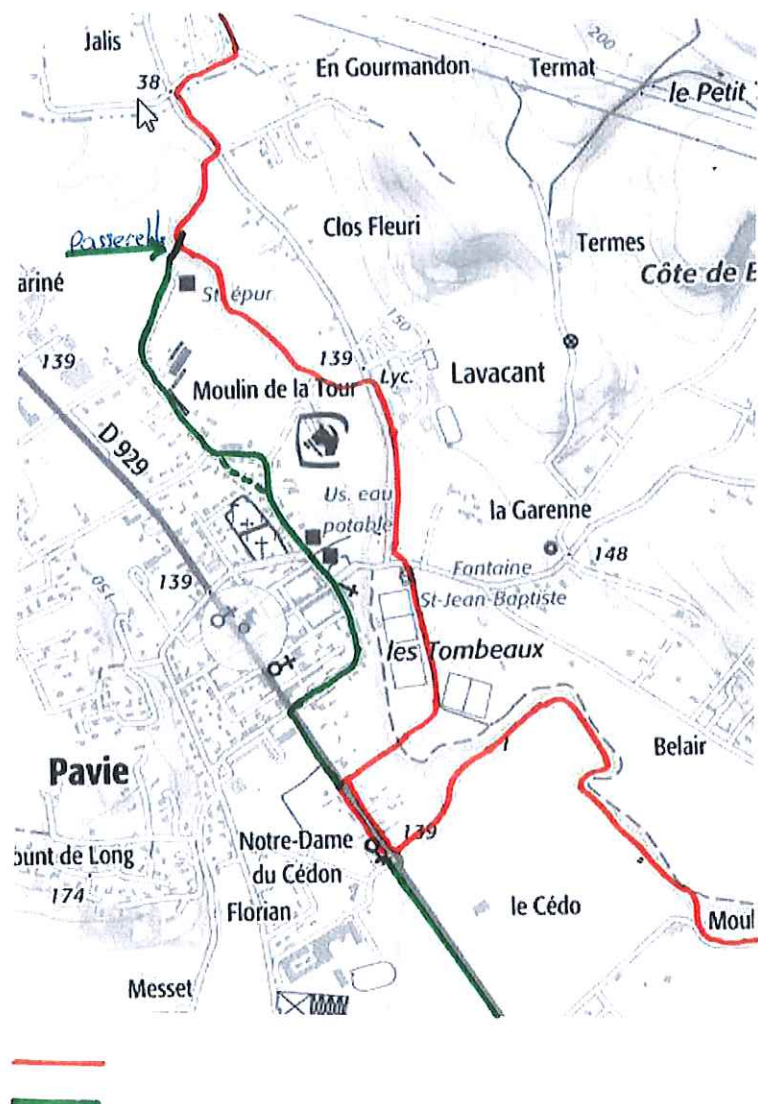 Jalis
200
En Gourmandon
Termat
le Petit
38
Passerelle
Clos Fleuri
Termes
Côte de
ariné
St. épur
150
139
139
Lyc.
Lavacant
Moulin de la Tour
D 929
Us. eau
potable
la Garenne
148
Fontaine
St-Jean-Baptiste
139
150
les Tombeaux
Belair
Pavie
139
Notre-Dame
du Cédon
ount de Long
174
Florian
le Cédo
Moul
Messet